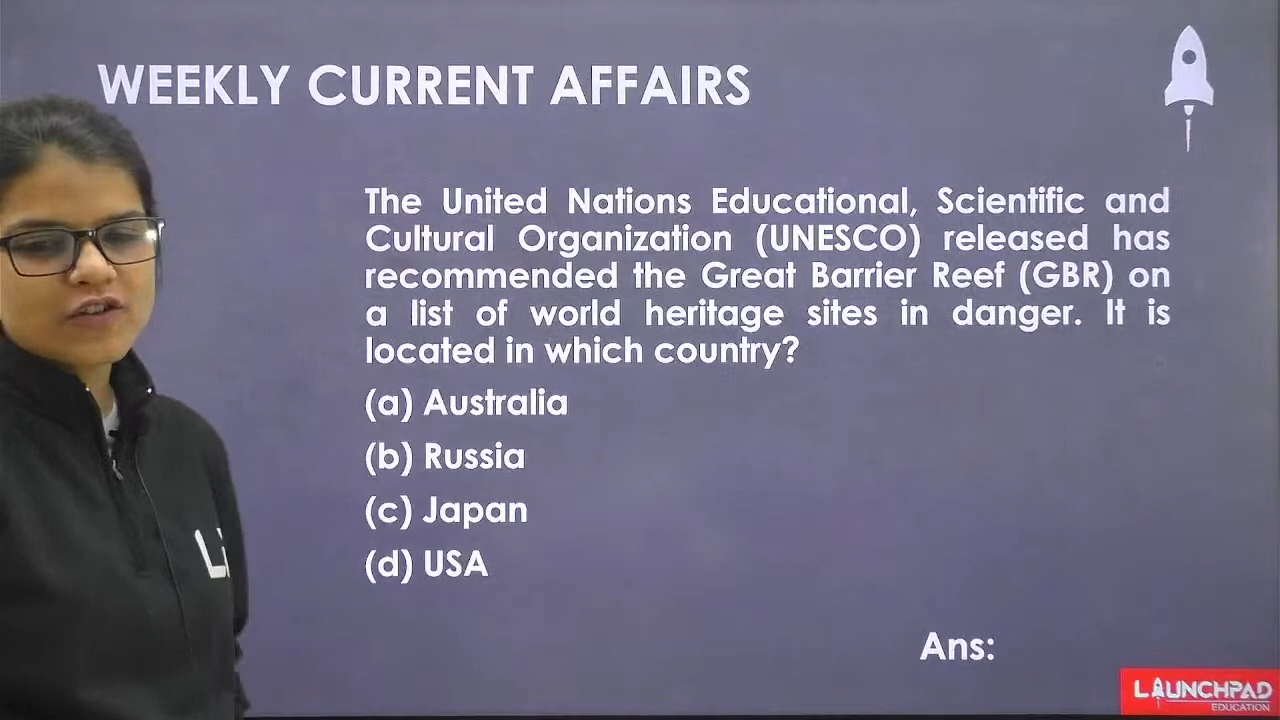 WEEKLY CURRENT AFFAIRS
The United Nations Educational, Scientific and
Cultural Organization (UNESCO) released has
recommended the Great Barrier Reef (GBR) on
a list of world heritage sites in danger. It is
located in which country?
(a) Australia
(b) Russia
(c) Japan
(d) USA
Ans:
LAUNCHPAD
EDUCATION